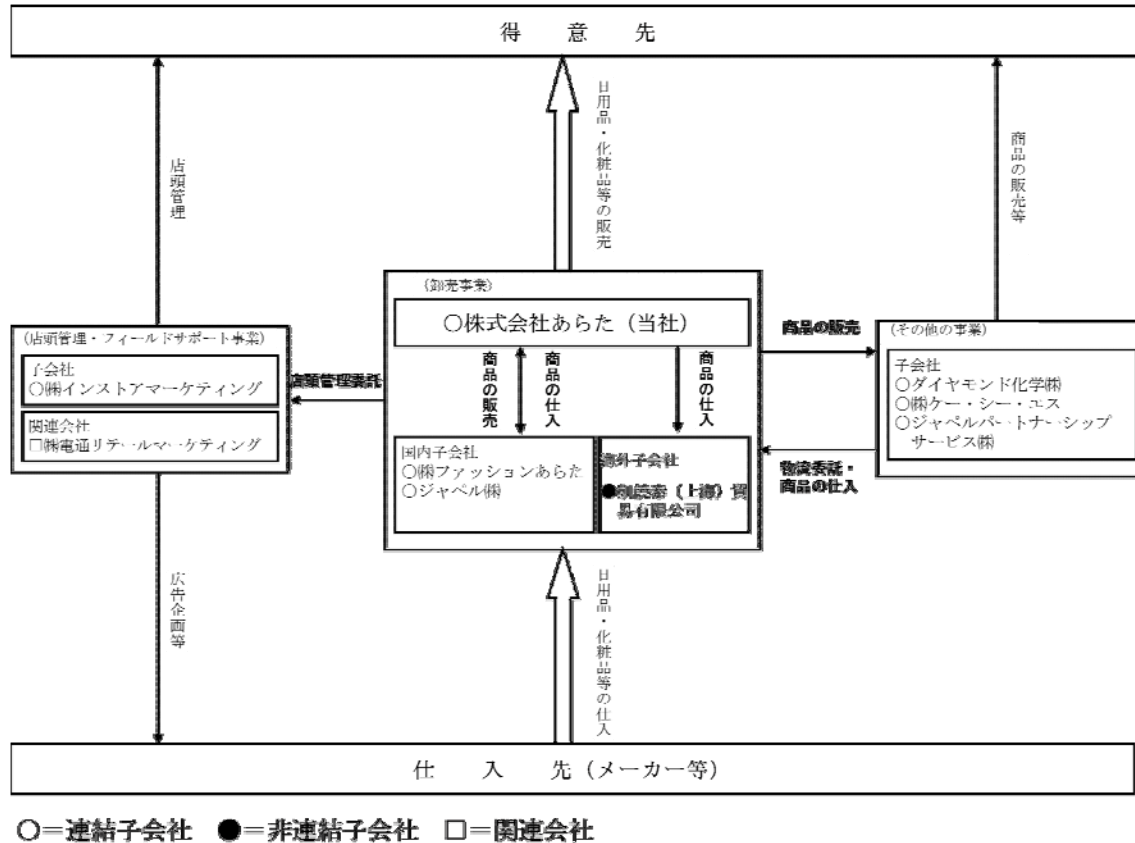 得意先
日用品・化粧品等の販売
店頭管理
商品の販売等
(卸売事業)
○株式会社あらた（当社）
商品の販売
商品の仕入
商品の仕入
国内子会社
○㈱ファッションあらた
○ジャペル㈱
海外子会社
（上海）貿
易有限公司
(店頭管理・フィールドサポート事業)
子会社
○㈱インストアマーケティング
関連会社
□㈱電通リテールマーケティング
店頭管理委託
商品の販売
物流委託・
商品の仕入
(その他の事業)
子会社
○ダイヤモンド化学㈱
○㈱ケー・シー・エス
○ジャペルパートナーシップ
サービス㈱
広告企画等
日用品・化粧品等の仕入
仕入先（メーカー等）
○＝連結子会社 ●＝非連結子会社 □＝関連会社